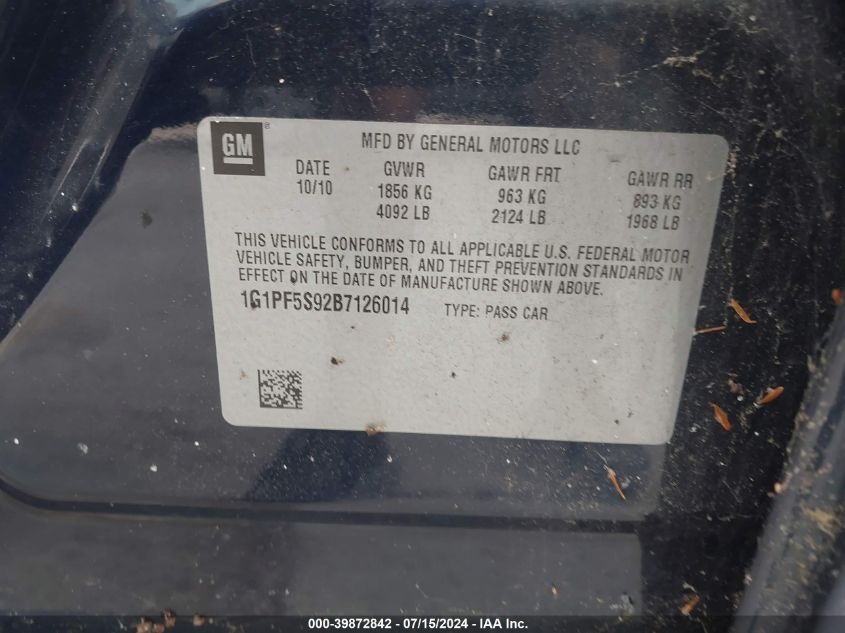 GM
MFD BY GENERAL MOTORS LLC
DATE GVWR GAWR FRT GAWR RR
10/10 1856 KG 963 KG 893 KG
4092 LB 2124 LB 1968 LB
THIS VEHICLE CONFORMS TO ALL APPLICABLE U.S. FEDERAL MOTOR
VEHICLE SAFETY, BUMPER, AND THEFT PREVENTION STANDARDS IN
EFFECT ON THE DATE OF MANUFACTURE SHOWN ABOVE.
1G1PF5S92B7126014 TYPE: PASS CAR
000-39872842 - 07/15/2024 - IAA Inc.